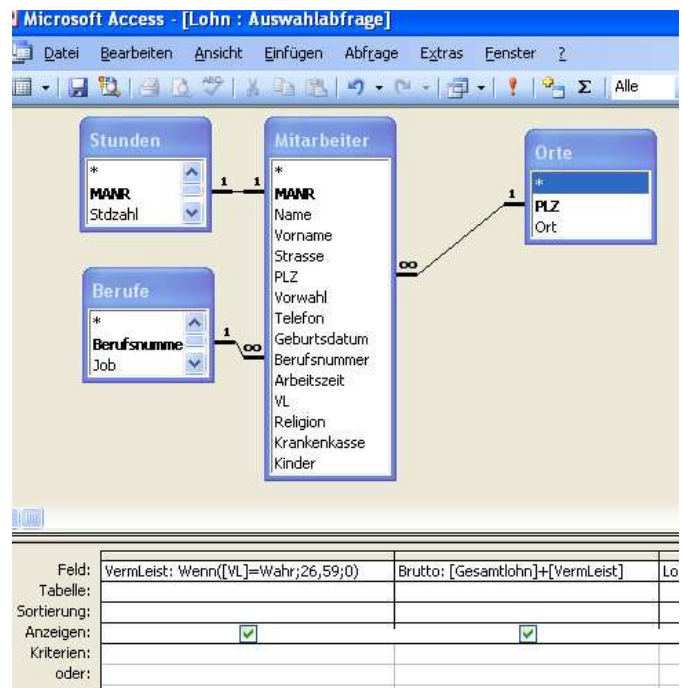 Microsoft Access - [Lohn : Auswahlabfrage]
Datei Bearbeiten Ansicht Einfügen Abfrage Extras Fenster ?
ABC Σ Alle
Stunden
*
MANR
Stdzahl
1 1
Mitarbeiter
*
MANR
Name
Vorname
Strasse
PLZ
Vorwahl
Telefon
Geburtsdatum
Berufsnummer
Arbeitszeit
VL
Religion
Krankenkasse
Kinder
Orte
*
PLZ
Ort
1
∞
Berufe
*
Berufsnumme
Job
1 ∞
Feld: VermLeist: Wenn([VL]=Wahr;26,59;0) Brutto: [Gesamtlohn]+[VermLeist] Lo
Tabelle:
Sortierung:
Anzeigen:
Kriterien:
oder: